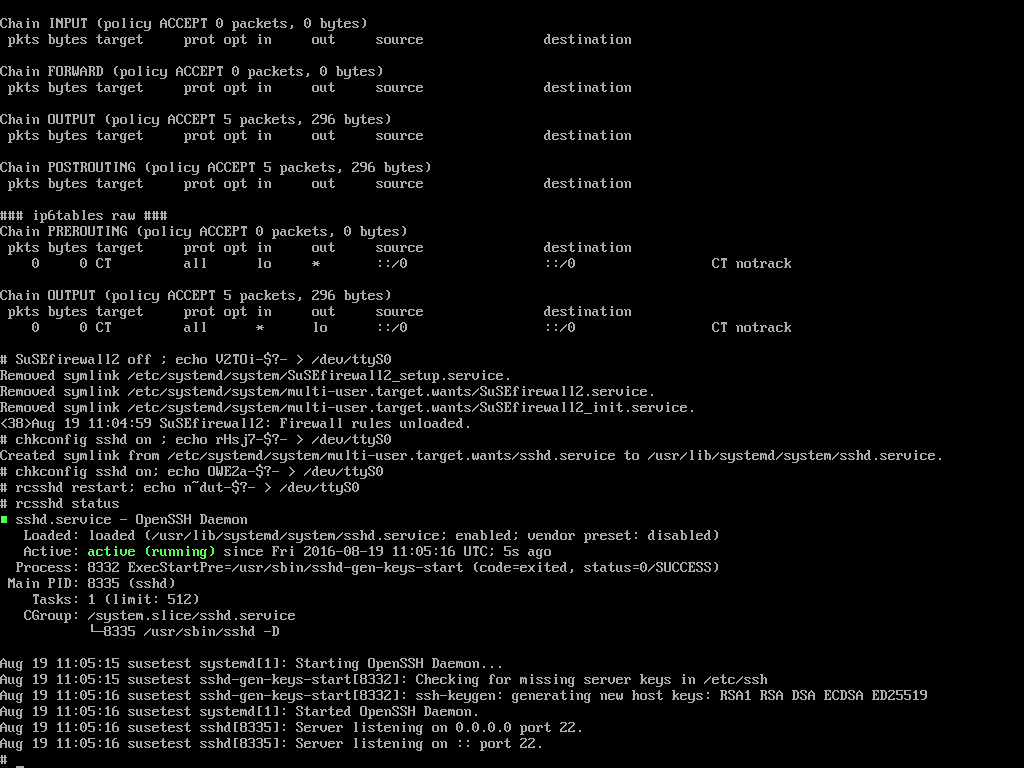 Chain INPUT (policy ACCEPT 0 packets, 0 bytes)
 pkts bytes target     prot opt in     out     source               destination

Chain FORWARD (policy ACCEPT 0 packets, 0 bytes)
 pkts bytes target     prot opt in     out     source               destination

Chain OUTPUT (policy ACCEPT 5 packets, 296 bytes)
 pkts bytes target     prot opt in     out     source               destination

Chain POSTROUTING (policy ACCEPT 5 packets, 296 bytes)
 pkts bytes target     prot opt in     out     source               destination

### ip6tables raw ###
Chain PREROUTING (policy ACCEPT 0 packets, 0 bytes)
 pkts bytes target     prot opt in     out     source               destination
    0     0 CT         all      lo     *       ::/0                 ::/0                 CT notrack

Chain OUTPUT (policy ACCEPT 5 packets, 296 bytes)
 pkts bytes target     prot opt in     out     source               destination
    0     0 CT         all      *      lo      ::/0                 ::/0                 CT notrack

# SuSEfirewall2 off ; echo V2TOi-$?- > /dev/ttyS0
Removed symlink /etc/systemd/system/SuSEfirewall2_setup.service.
Removed symlink /etc/systemd/system/multi-user.target.wants/SuSEfirewall2.service.
Removed symlink /etc/systemd/system/multi-user.target.wants/SuSEfirewall2_init.service.
<38>Aug 19 11:04:59 SuSEfirewall2: Firewall rules unloaded.
# chkconfig sshd on ; echo rHsj7-$?- > /dev/ttyS0
Created symlink from /etc/systemd/system/multi-user.target.wants/sshd.service to /usr/lib/systemd/system/sshd.service.
# chkconfig sshd on; echo OWE2a-$?- > /dev/ttyS0
# rcsshd restart; echo n~dut-$?- > /dev/ttyS0
# rcsshd status
■ sshd.service - OpenSSH Daemon
   Loaded: loaded (/usr/lib/systemd/system/sshd.service; enabled; vendor preset: disabled)
   Active: active (running) since Fri 2016-08-19 11:05:16 UTC; 5s ago
  Process: 8332 ExecStartPre=/usr/sbin/sshd-gen-keys-start (code=exited, status=0/SUCCESS)
 Main PID: 8335 (sshd)
    Tasks: 1 (limit: 512)
   CGroup: /system.slice/sshd.service
           └─8335 /usr/sbin/sshd -D

Aug 19 11:05:15 susetest systemd[1]: Starting OpenSSH Daemon...
Aug 19 11:05:15 susetest sshd-gen-keys-start[8332]: Checking for missing server keys in /etc/ssh
Aug 19 11:05:16 susetest sshd-gen-keys-start[8332]: ssh-keygen: generating new host keys: RSA1 RSA DSA ECDSA ED25519
Aug 19 11:05:16 susetest systemd[1]: Started OpenSSH Daemon.
Aug 19 11:05:16 susetest sshd[8335]: Server listening on 0.0.0.0 port 22.
Aug 19 11:05:16 susetest sshd[8335]: Server listening on :: port 22.
# _